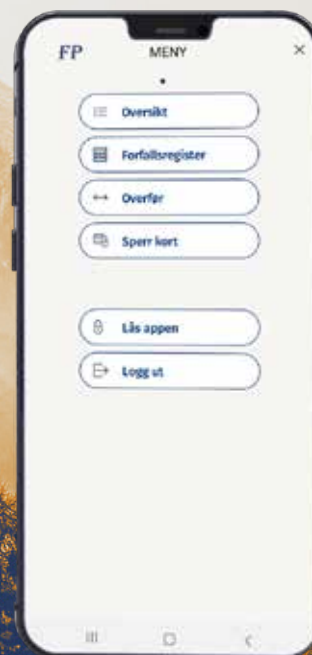 FP
MENY
Oversikt
Forfallsregister
Overfør
Sperr kort
Lås appen
Logg ut